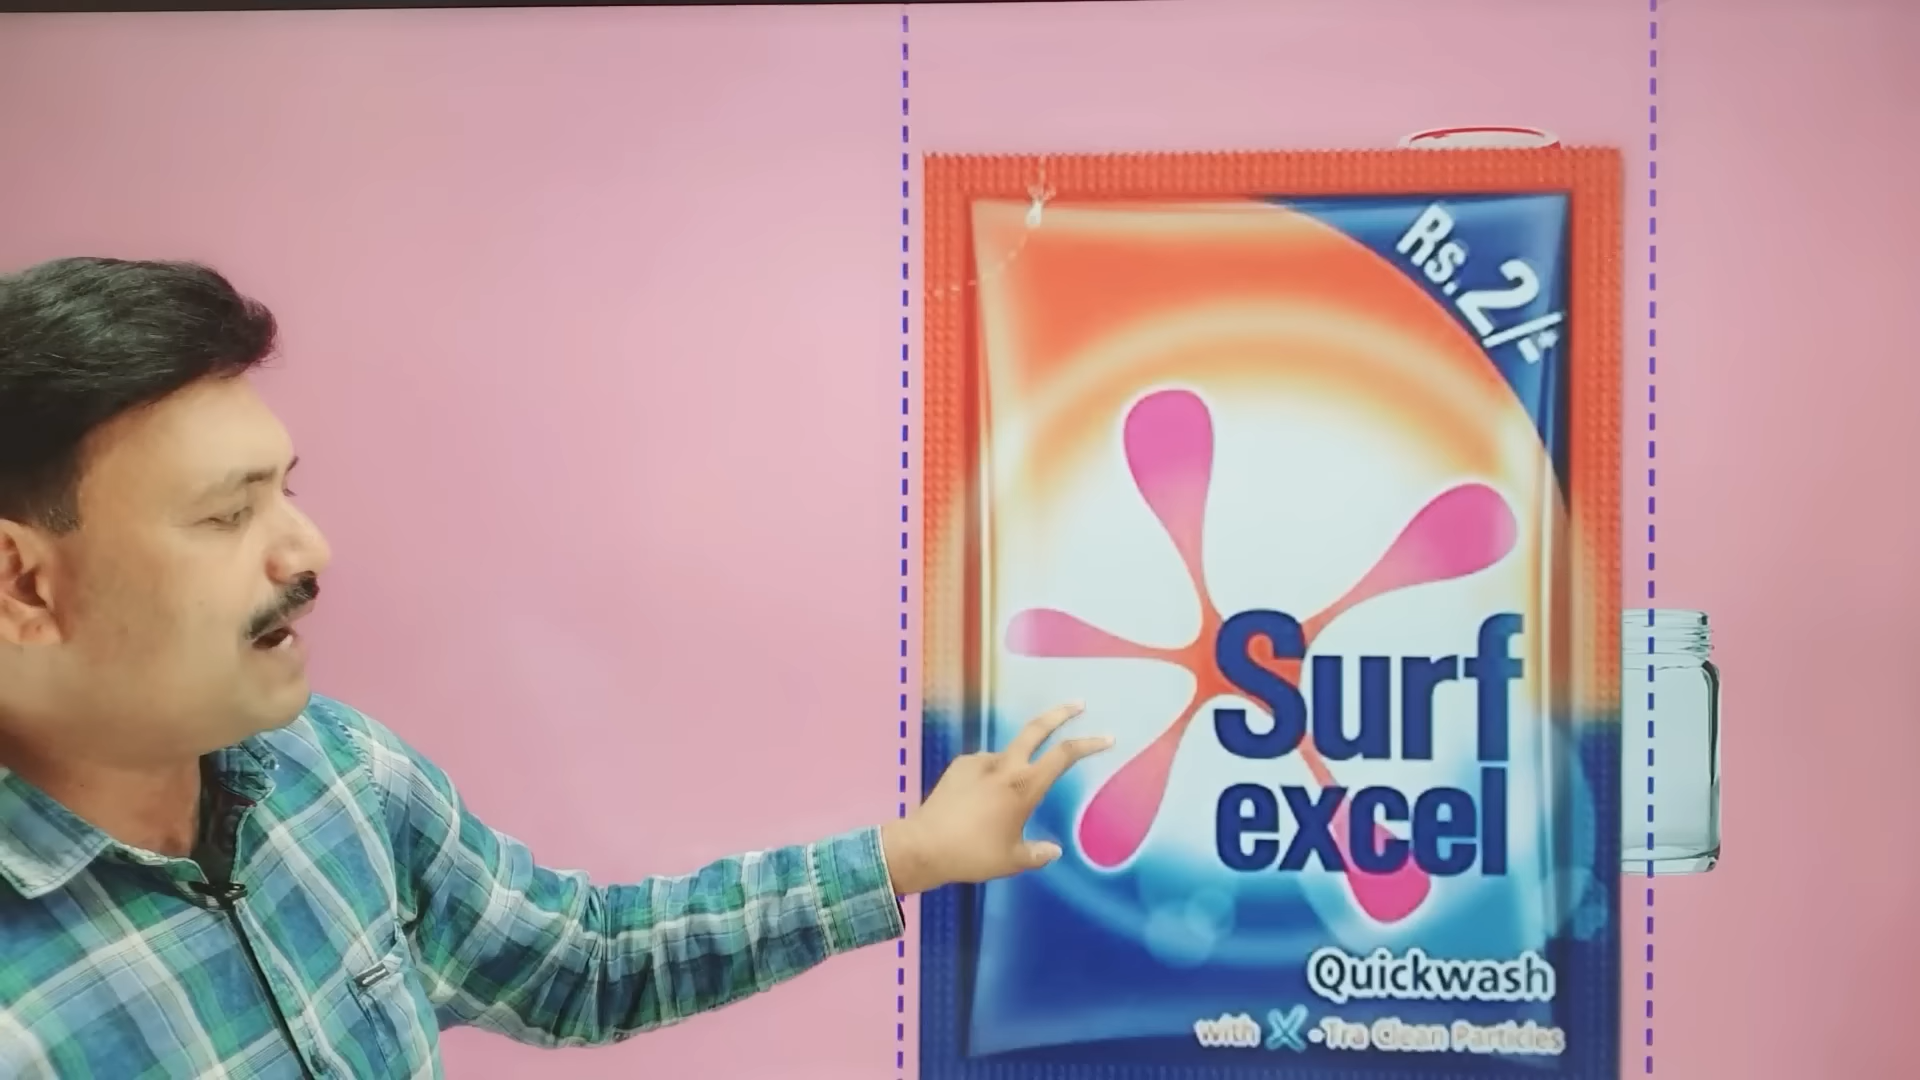 Rs. 2/-*
Surf
excel
Quickwash
with X-Tra Clean Particles